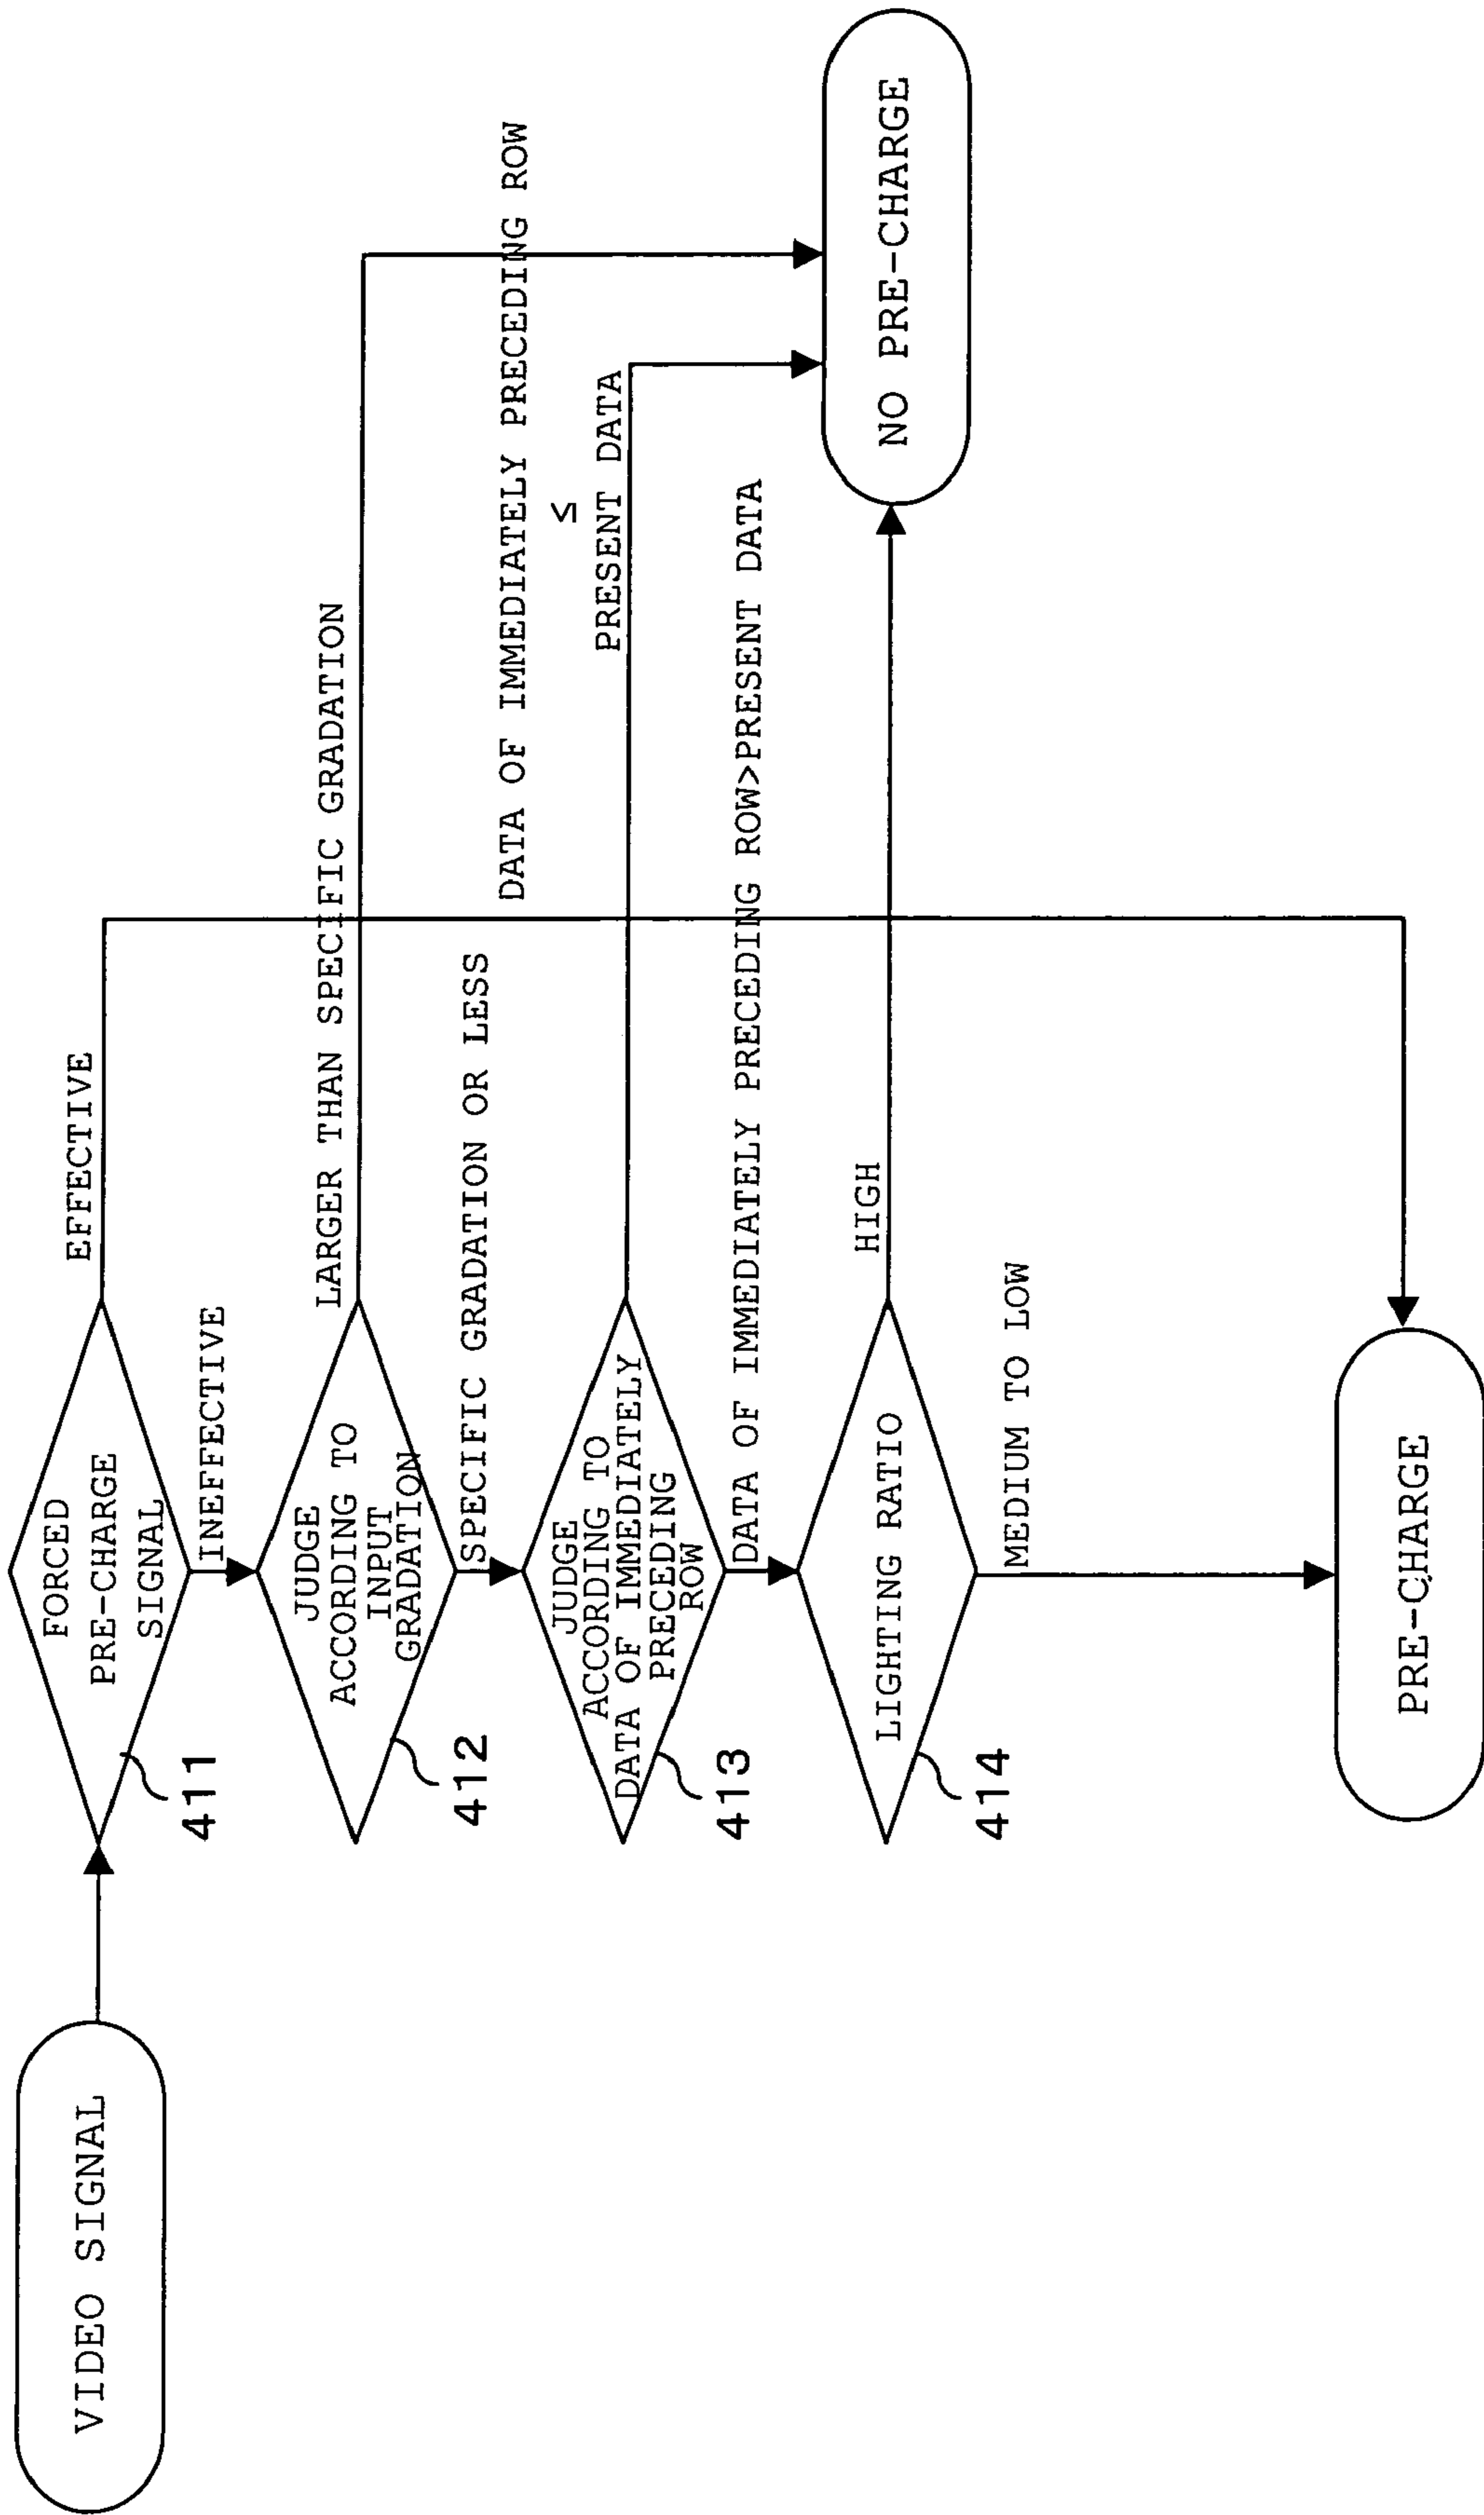 VIDEO SIGNAL
FORCED
PRE-CHARGE
SIGNAL
411
EFFECTIVE
INEFFECTIVE
JUDGE
ACCORDING TO
INPUT
GRADATION
412
LARGER THAN SPECIFIC GRADATION
SPECIFIC GRADATION OR LESS
JUDGE
ACCORDING TO
DATA OF IMMEDIATELY
PRECEDING
ROW
413
DATA OF IMMEDIATELY PRECEDING ROW
≤
PRESENT DATA
DATA OF IMMEDIATELY PRECEDING ROW>PRESENT DATA
LIGHTING RATIO
414
HIGH
MEDIUM TO LOW
NO PRE-CHARGE
PRE-CHARGE